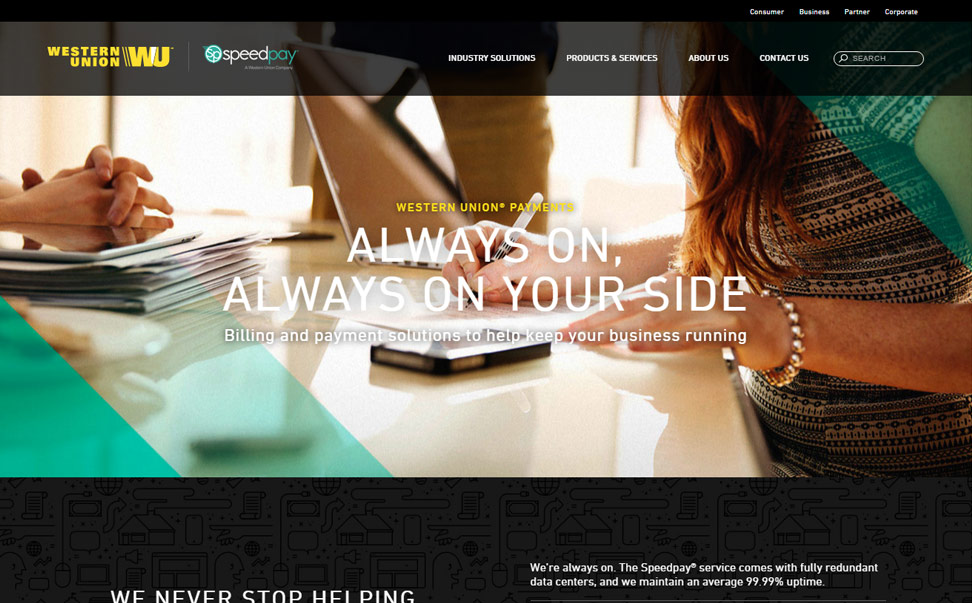 Consumer Business Partner Corporate
WESTERN UNION WU
sp speedpay
A Western Union Company
INDUSTRY SOLUTIONS PRODUCTS & SERVICES ABOUT US CONTACT US SEARCH
WESTERN UNION® PAYMENTS
ALWAYS ON,
ALWAYS ON YOUR SIDE
Billing and payment solutions to help keep your business running
We're always on. The Speedpay® service comes with fully redundant
data centers, and we maintain an average 99.99% uptime.
WE NEVER STOP HELPING